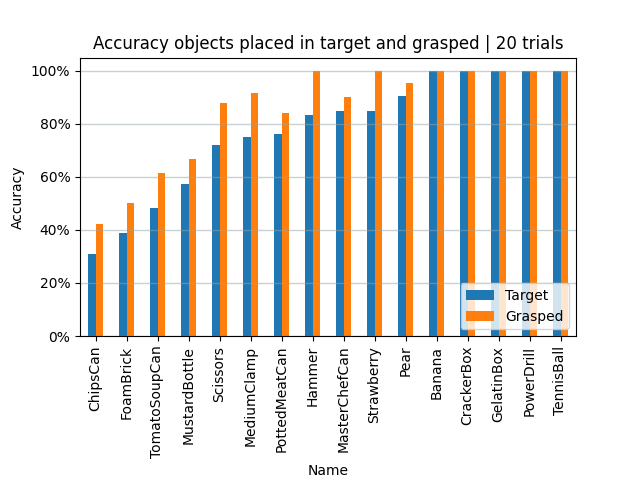 Accuracy objects placed in target and grasped | 20 trials
100%
80%
60%
40%
20%
0%
Accuracy
Target
Grasped
ChipsCan
FoamBrick
TomatoSoupCan
MustardBottle
Scissors
MediumClamp
PottedMeatCan
Hammer
MasterChefCan
Strawberry
Pear
Banana
CrackerBox
GelatinBox
PowerDrill
TennisBall
Name